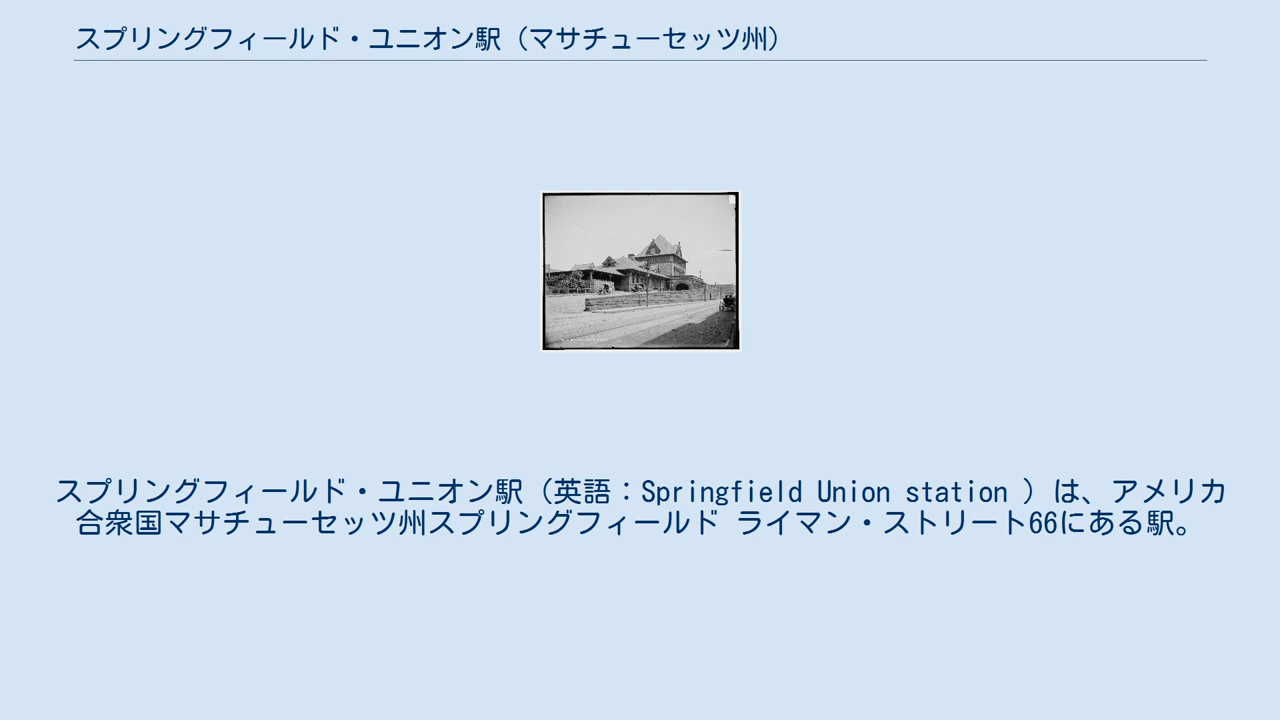 スプリングフィールド・ユニオン駅（マサチューセッツ州）
スプリングフィールド・ユニオン駅（英語：Springfield Union station ）は、アメリカ
合衆国マサチューセッツ州スプリングフィールド ライマン・ストリート66にある駅。